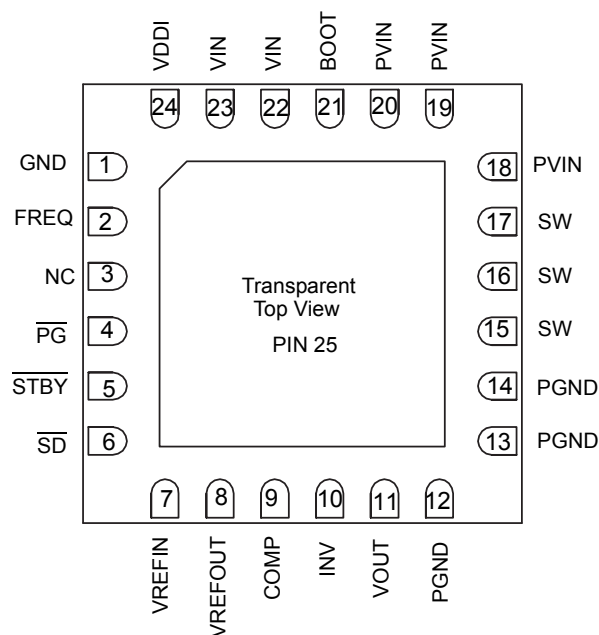 VDDI
VIN
VIN
BOOT
PVIN
PVIN
24
23
22
21
20
19
GND 1
18 PVIN
FREQ 2
17 SW
NC 3
16 SW
Transparent
Top View
PIN 25
PG 4
15 SW
STBY 5
14 PGND
SD 6
13 PGND
7
8
9
10
11
12
VREFIN
VREFOUT
COMP
INV
VOUT
PGND